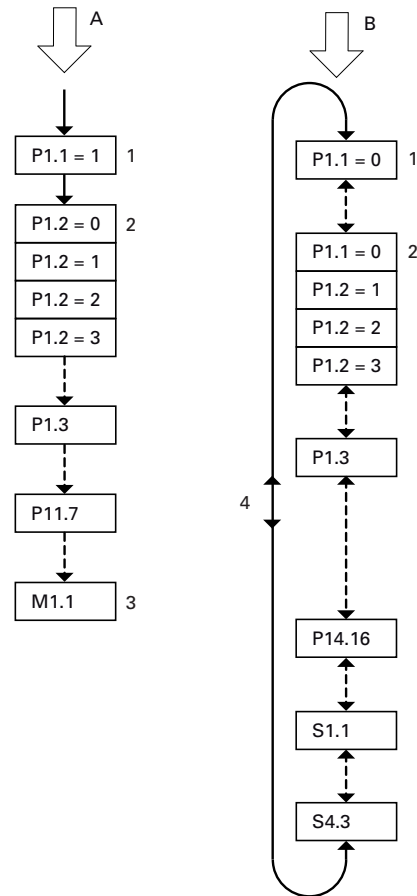 A
P1.1 = 1 1
P1.2 = 0 2
P1.2 = 1
P1.2 = 2
P1.2 = 3
P1.3
P11.7
M1.1 3
B
P1.1 = 0 1
P1.1 = 0 2
P1.2 = 1
P1.2 = 2
P1.2 = 3
P1.3
4
P14.16
S1.1
S4.3